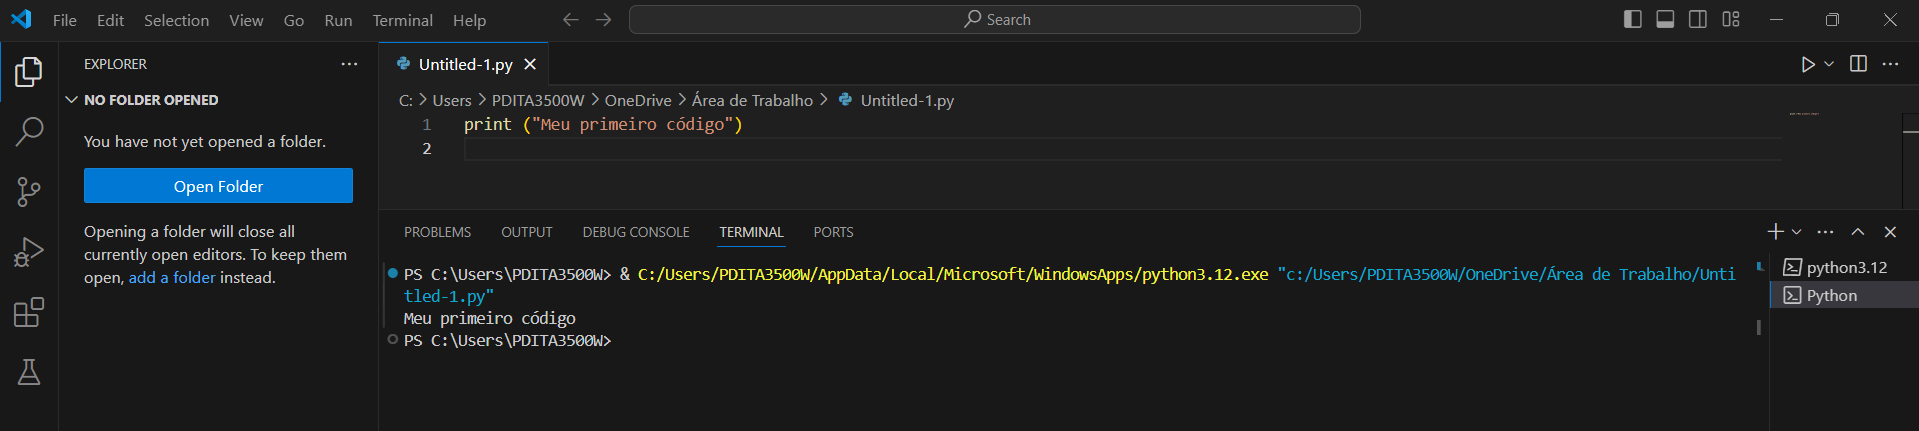 File Edit Selection View Go Run Terminal Help Search
EXPLORER
NO FOLDER OPENED
You have not yet opened a folder.
Open Folder
Opening a folder will close all
currently open editors. To keep them
open, add a folder instead.
Untitled-1.py
C: > Users > PDITA3500W > OneDrive > Área de Trabalho > Untitled-1.py
1 print ("Meu primeiro código")
2
PROBLEMS OUTPUT DEBUG CONSOLE TERMINAL PORTS
PS C:\Users\PDITA3500W> & C:/Users/PDITA3500W/AppData/Local/Microsoft/WindowsApps/python3.12.exe "c:/Users/PDITA3500W/OneDrive/Área de Trabalho/Unti
tled-1.py"
Meu primeiro código
PS C:\Users\PDITA3500W>
python3.12
Python